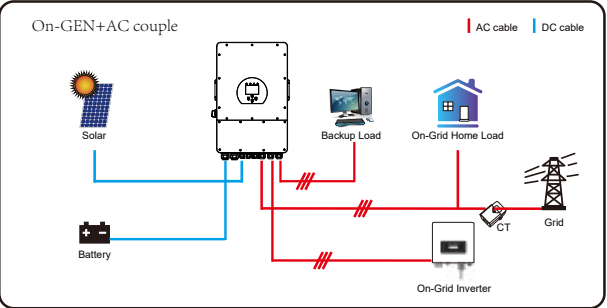 On-GEN+AC couple
AC cable
DC cable
Solar
Backup Load
On-Grid Home Load
CT
Grid
Battery
On-Grid Inverter